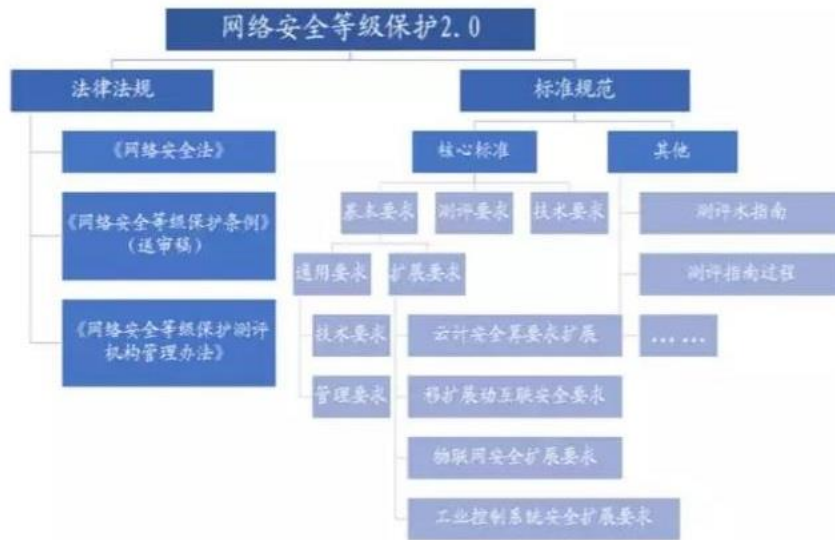 网络安全等级保护2.0
法律法规
标准规范
《网络安全法》
核心标准
其他
《网络安全等级保护条例》
(送审稿)
基本要求
测评要求
技术要求
测评水指南
通用要求
扩展要求
测评指南过程
《网络安全等级保护测评
机构管理办法》
技术要求
云计安全算要求扩展
... ...
管理要求
移扩展动互联安全要求
物联网安全扩展要求
工业控制系统安全扩展要求